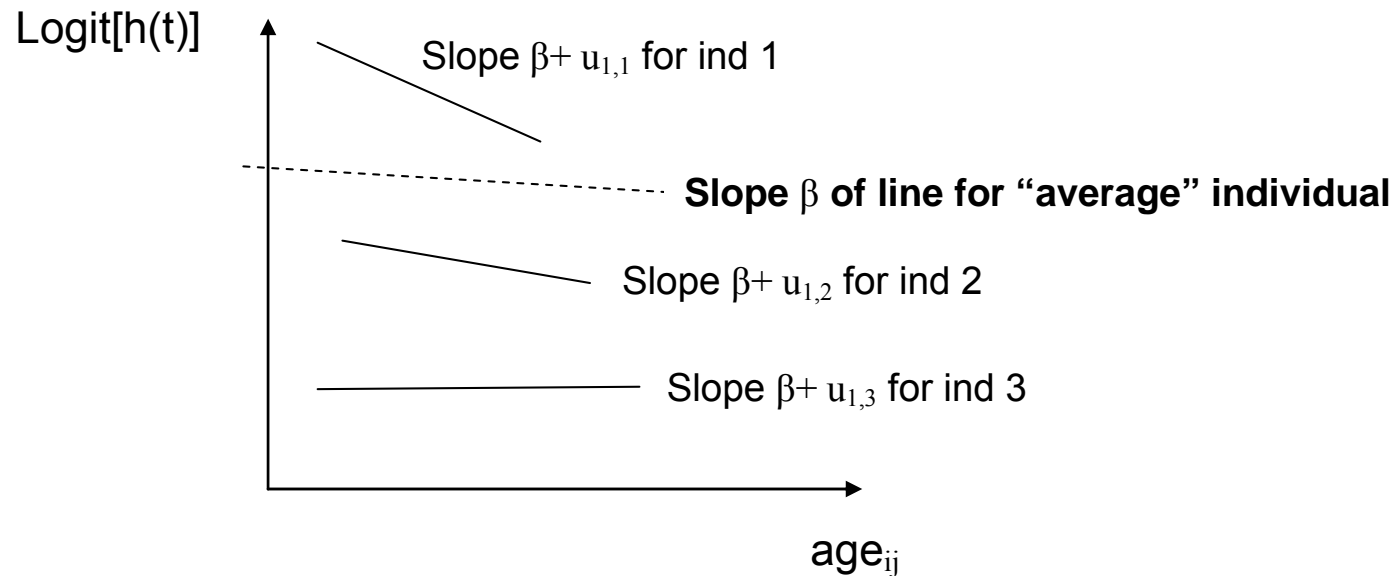 Logit[h(t)]
Slope β+ u1,1 for ind 1
Slope β of line for “average” individual
Slope β+ u1,2 for ind 2
Slope β+ u1,3 for ind 3
ageij